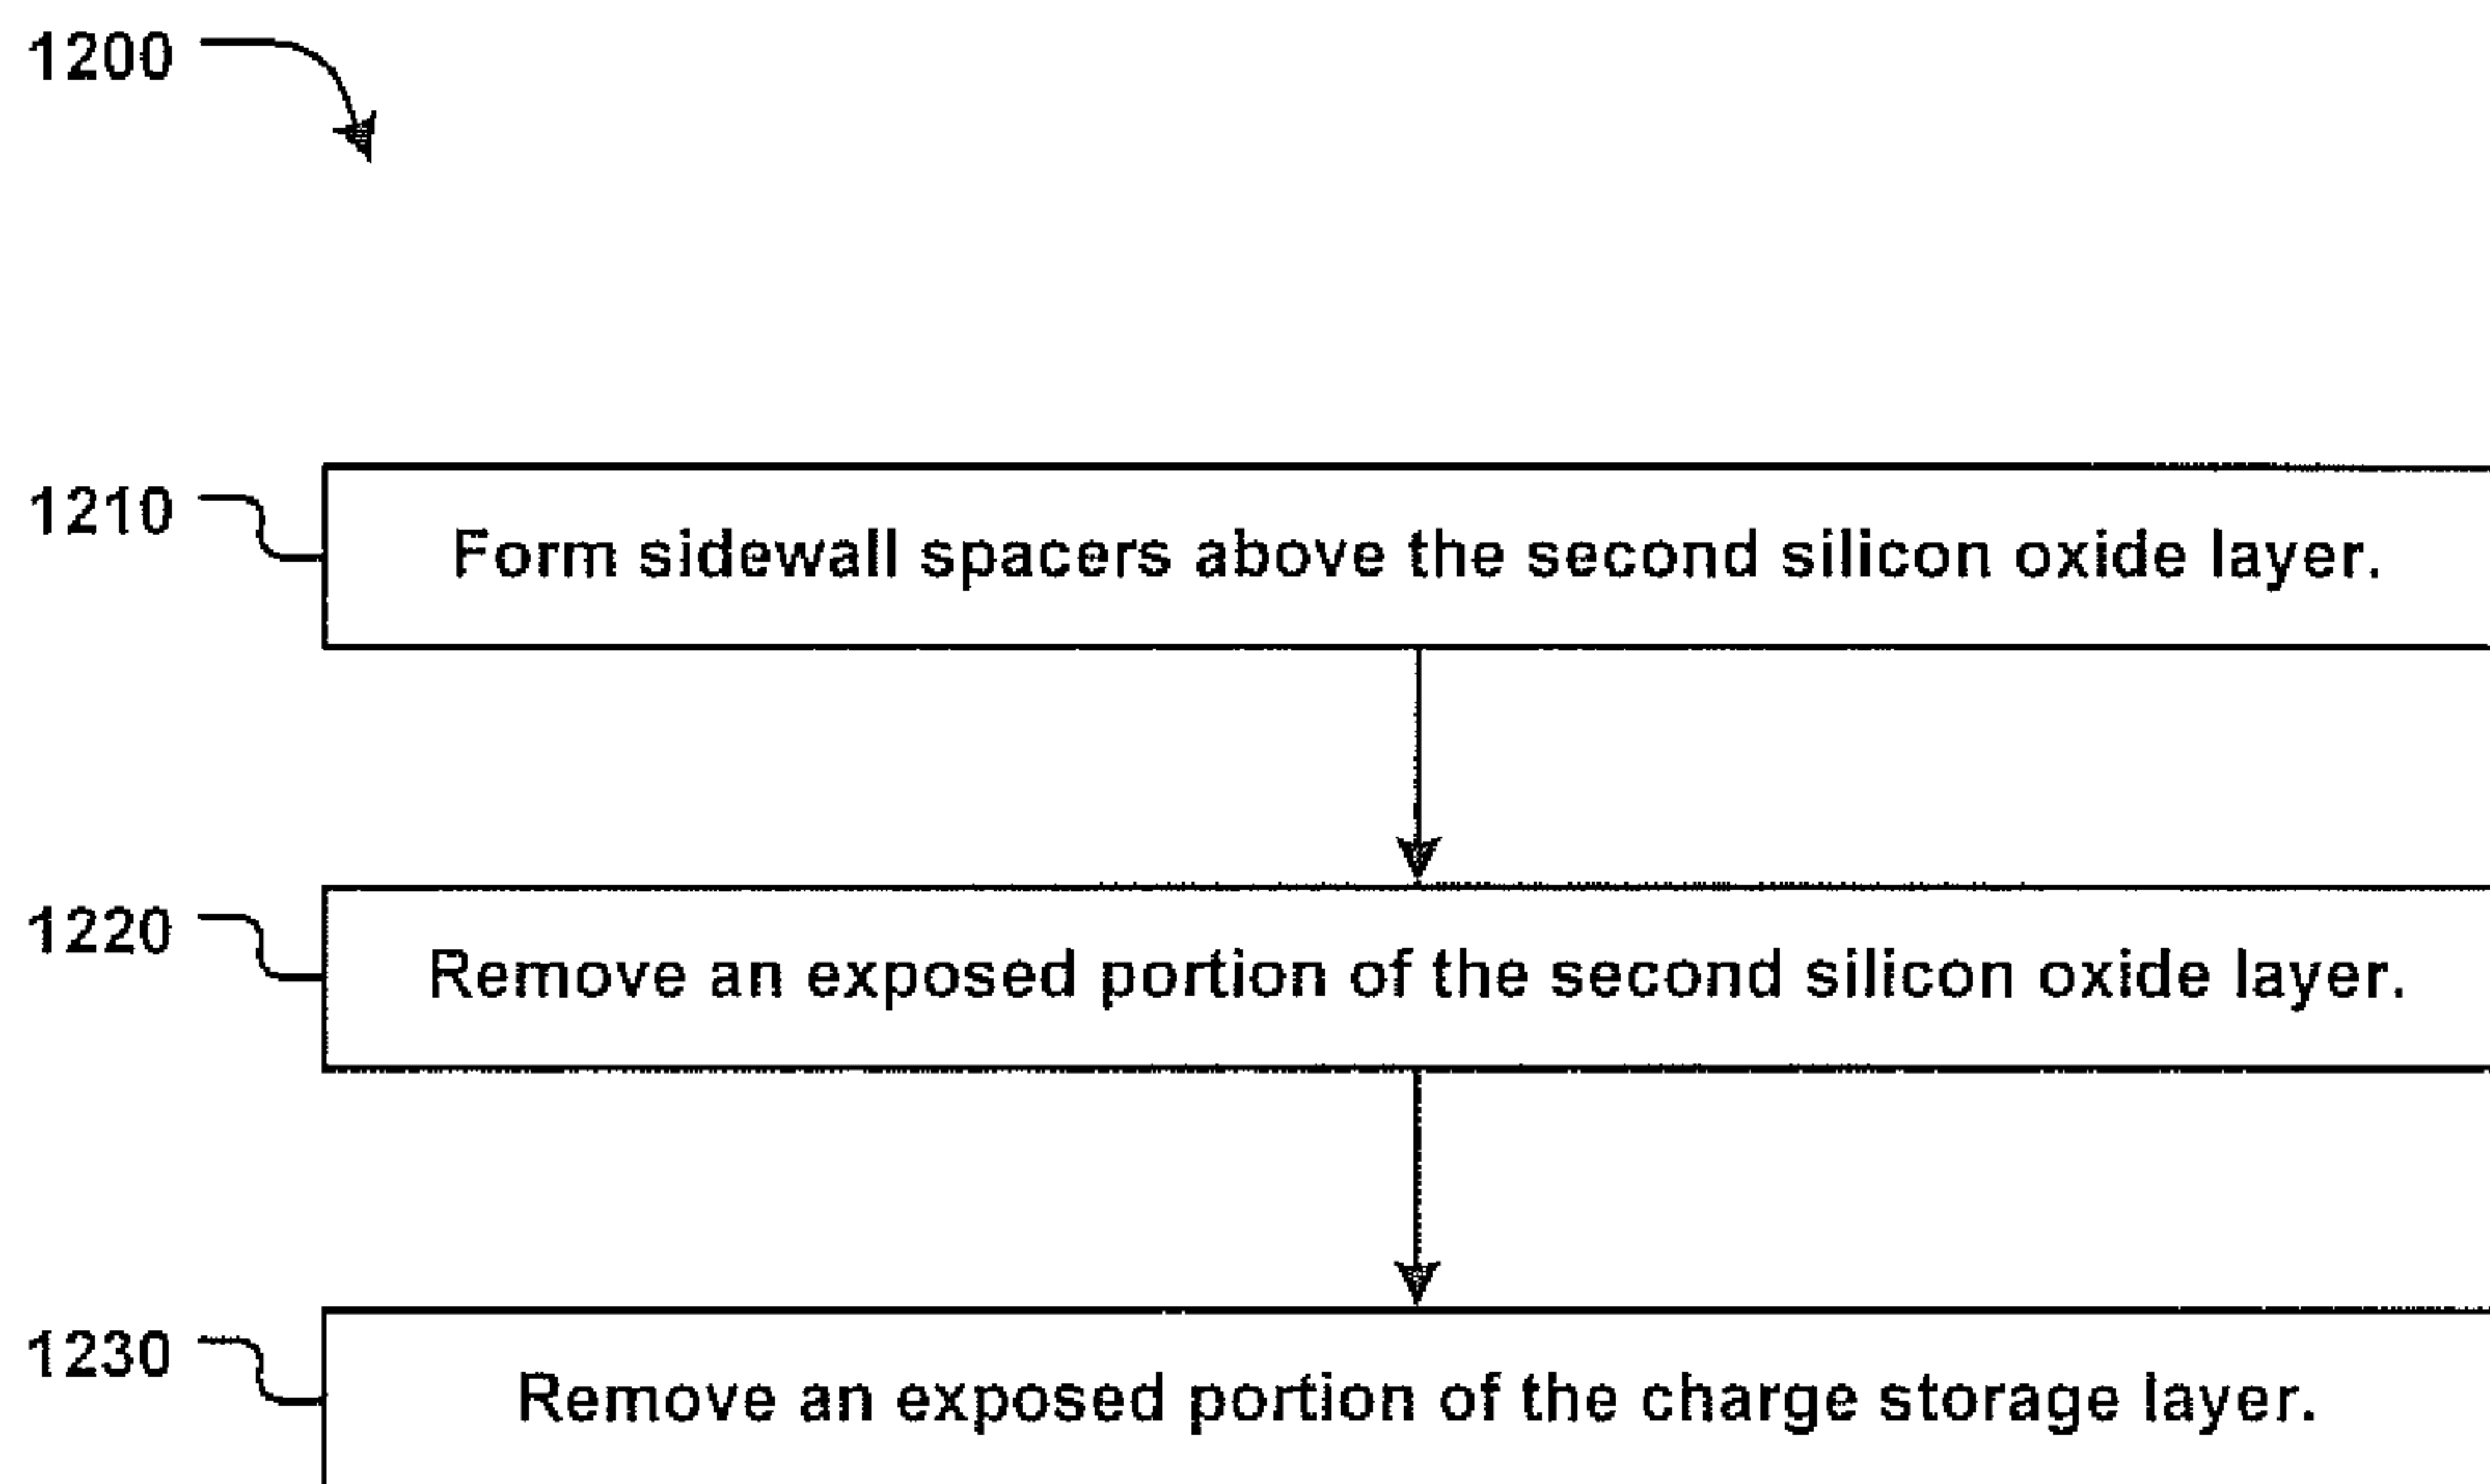 1200
1210
Form sidewall spacers above the second silicon oxide layer.
1220
Remove an exposed portion of the second silicon oxide layer.
1230
Remove an exposed portion of the charge storage layer.